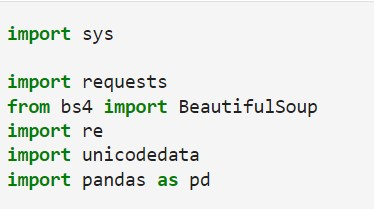 import sys
import requests
from bs4 import BeautifulSoup
import re
import unicodedata
import pandas as pd